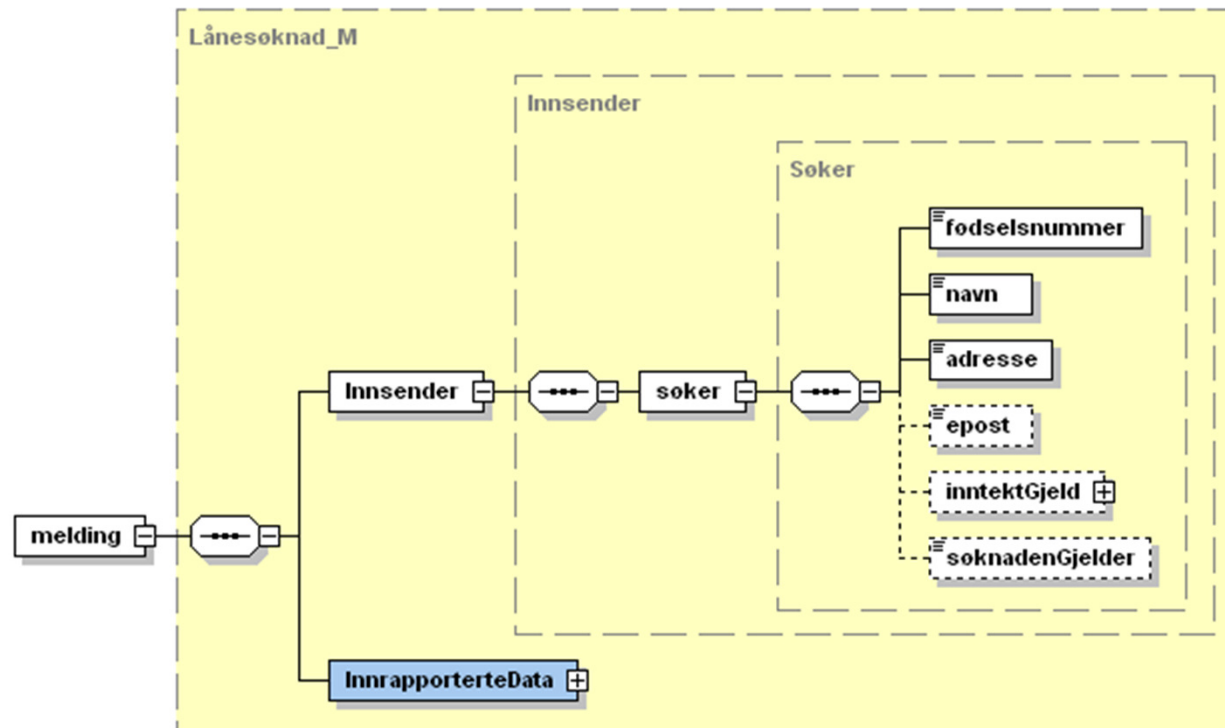 Lånesøknad_M
Innsender
Søker
fødselsnummer
navn
adresse
Innsender
søker
epost
inntektGjeld
melding
søknadenGjelder
InnrapporterteData